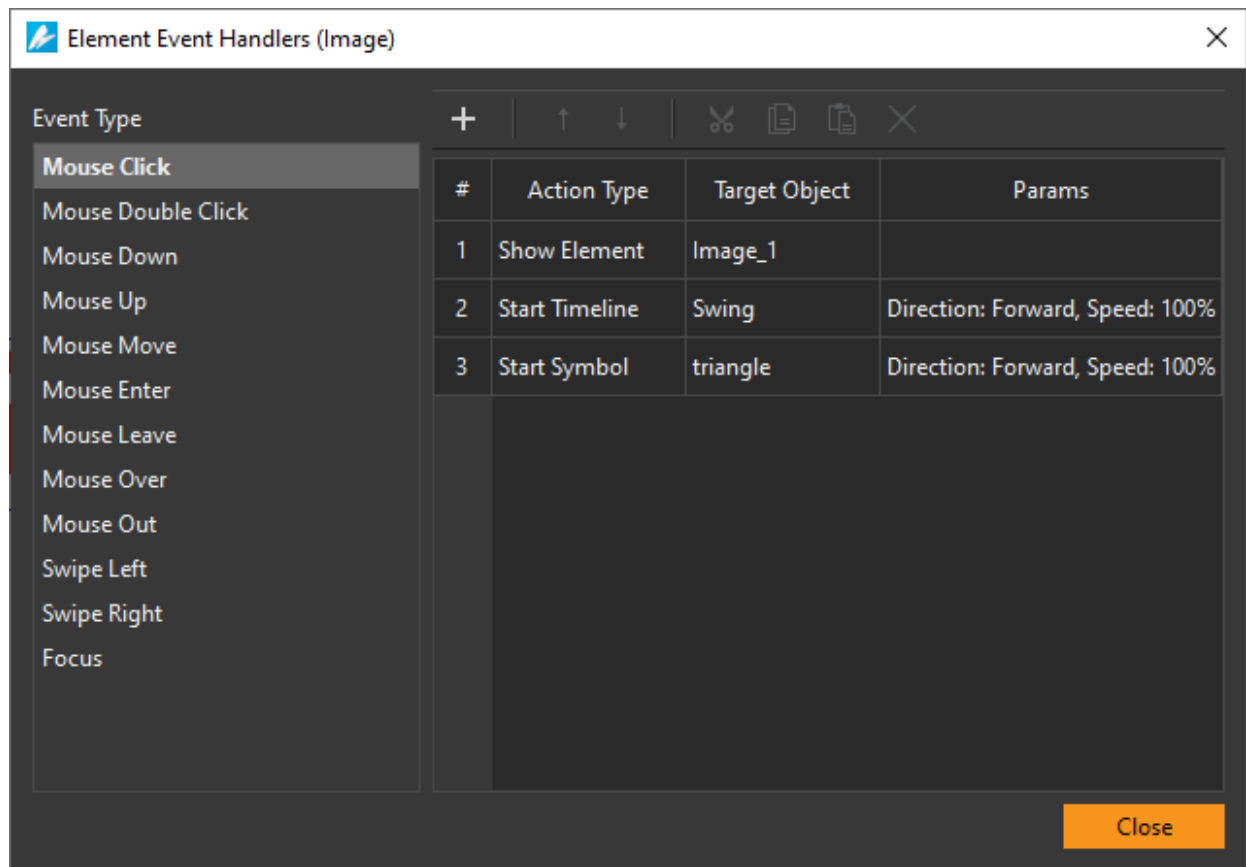 Element Event Handlers (Image)
Event Type
Mouse Click
Mouse Double Click
Mouse Down
Mouse Up
Mouse Move
Mouse Enter
Mouse Leave
Mouse Over
Mouse Out
Swipe Left
Swipe Right
Focus
# Action Type Target Object Params
1 Show Element Image_1
2 Start Timeline Swing Direction: Forward, Speed: 100%
3 Start Symbol triangle Direction: Forward, Speed: 100%
Close